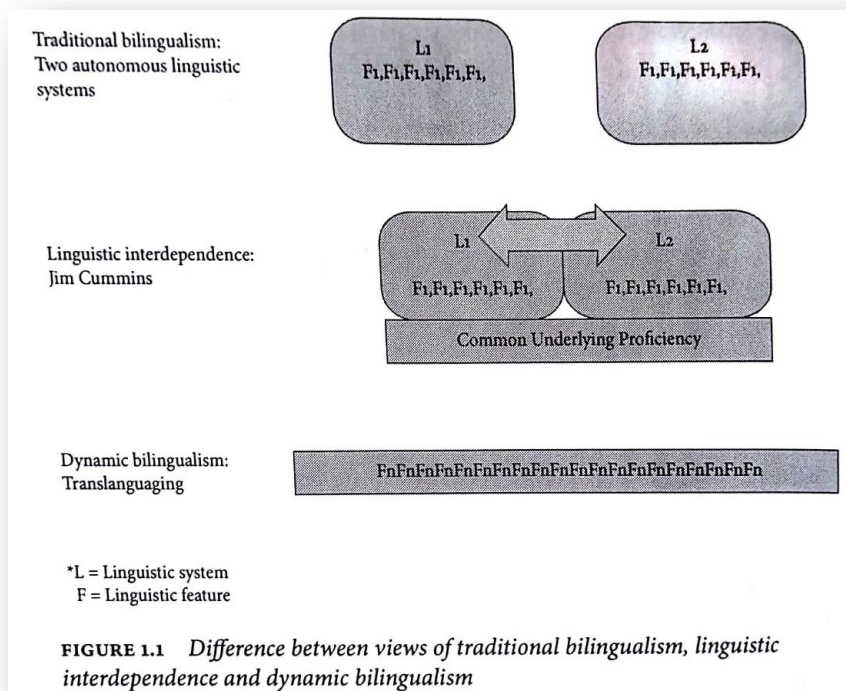 Traditional bilingualism:
Two autonomous linguistic
systems
L1
F1,F1,F1,F1,F1,F1,
L2
F1,F1,F1,F1,F1,F1,
Linguistic interdependence:
Jim Cummins
L1
L2
F1,F1,F1,F1,F1,F1,
F1,F1,F1,F1,F1,F1,
Common Underlying Proficiency
Dynamic bilingualism:
Translanguaging
FnFnFnFnFnFnFnFnFnFnFnFnFnFnFnFnFnFnFnFn
*L = Linguistic system
F = Linguistic feature
FIGURE 1.1 Difference between views of traditional bilingualism, linguistic
interdependence and dynamic bilingualism